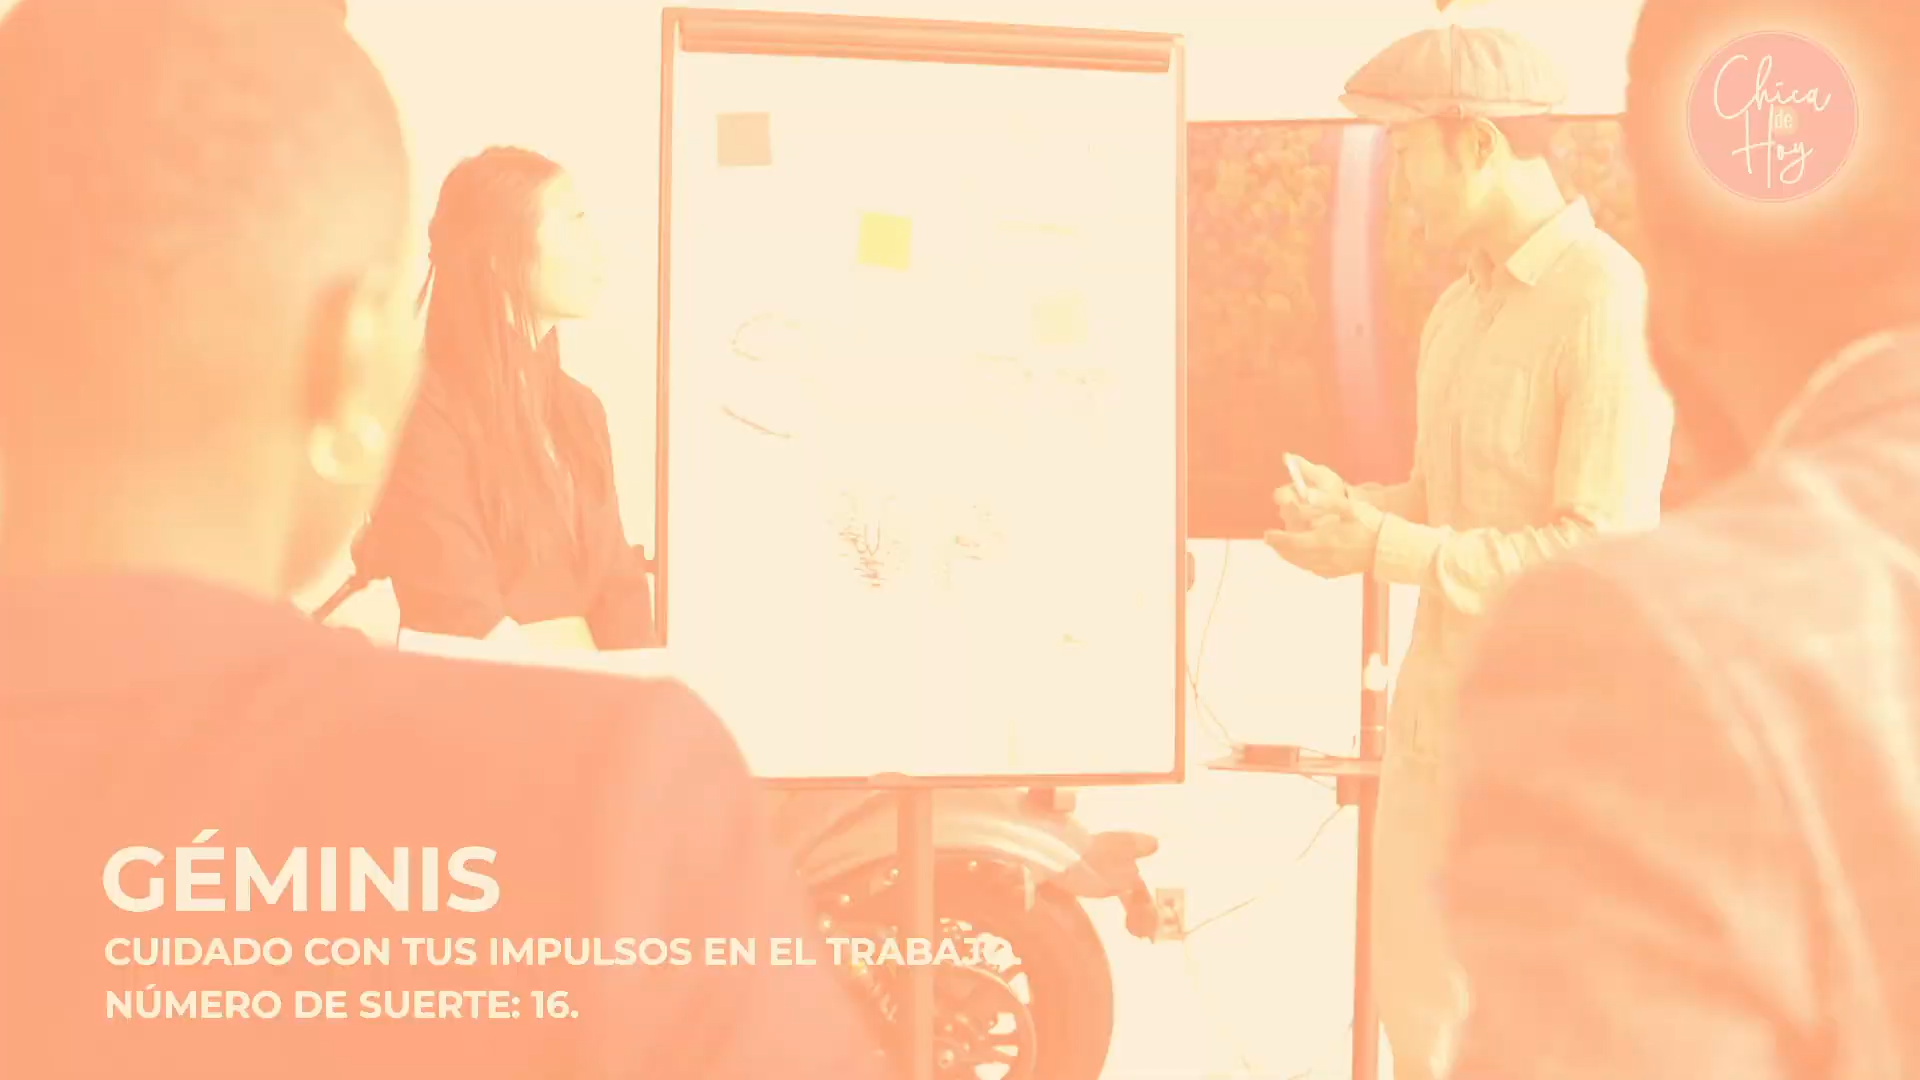 Chica
de
Hoy
GÉMINIS
CUIDADO CON TUS IMPULSOS EN EL TRABAJO.
NÚMERO DE SUERTE: 16.